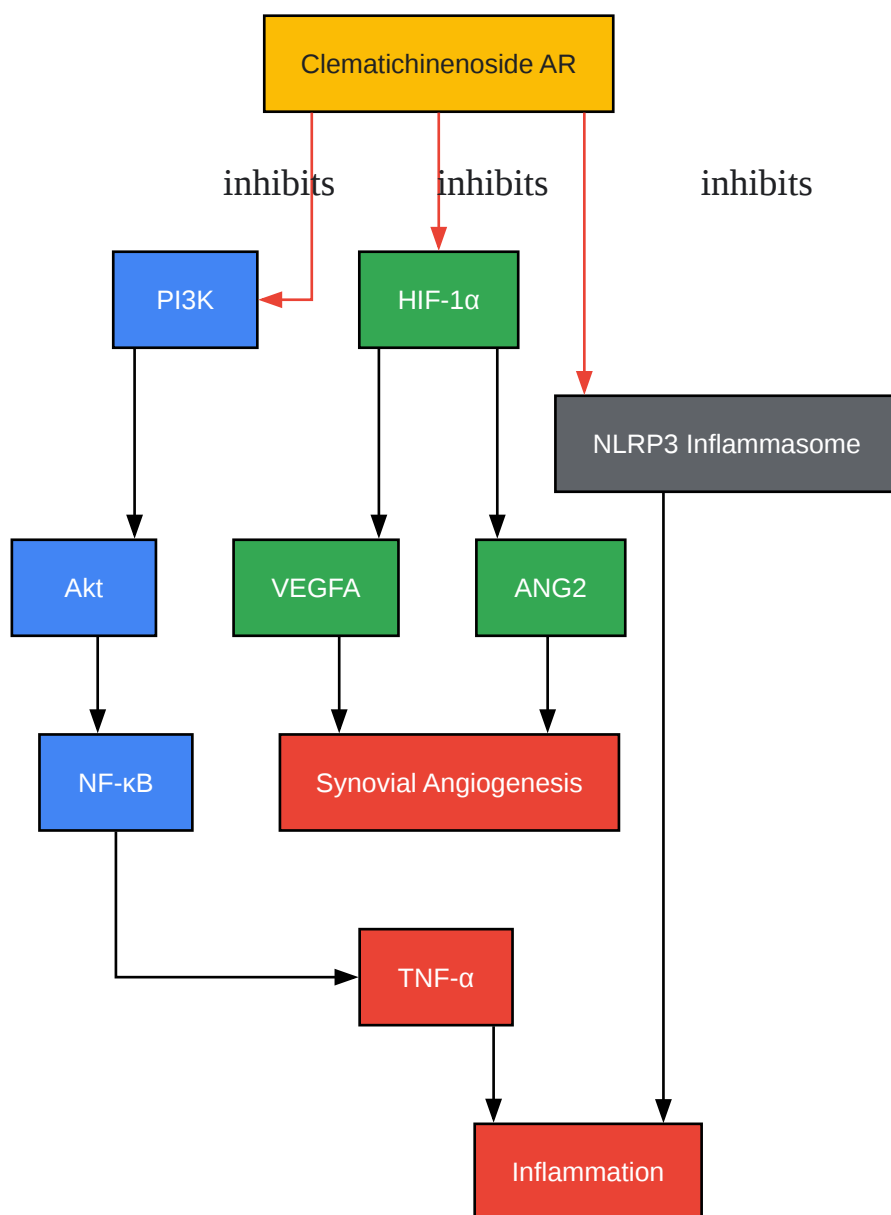 Clematichinenoside AR
inhibits
inhibits
inhibits
PI3K
HIF-1α
NLRP3 Inflammasome
Akt
VEGFA
ANG2
NF-κB
Synovial Angiogenesis
TNF-α
Inflammation